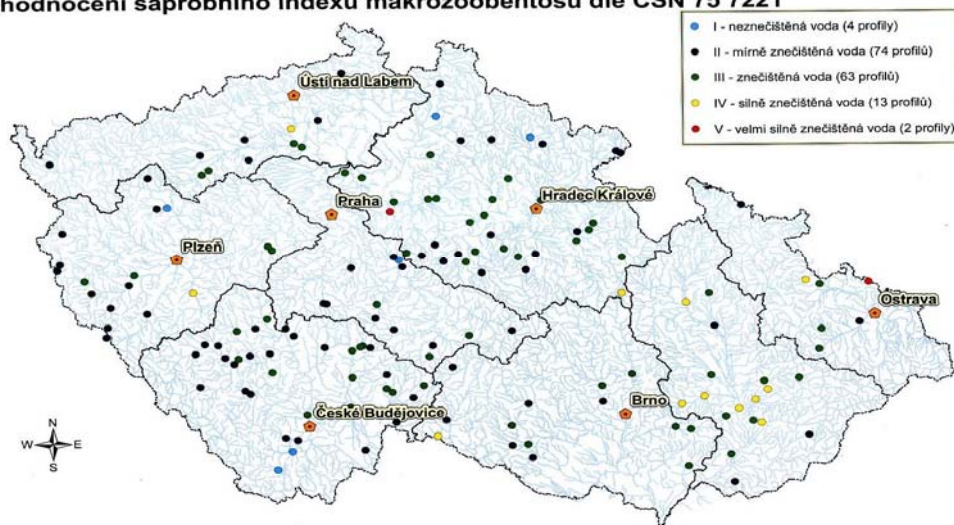 hodnocení saprobního indexu makrozoobentosu dle ČSN 75 7221
I - neznečištěná voda (4 profily)
II - mírně znečištěná voda (74 profilů)
III - znečištěná voda (63 profilů)
IV - silně znečištěná voda (13 profilů)
V - velmi silně znečištěná voda (2 profily)
Ústí nad Labem
Praha
Hradec Králové
Plzeň
Ostrava
Brno
České Budějovice
N
W E
S